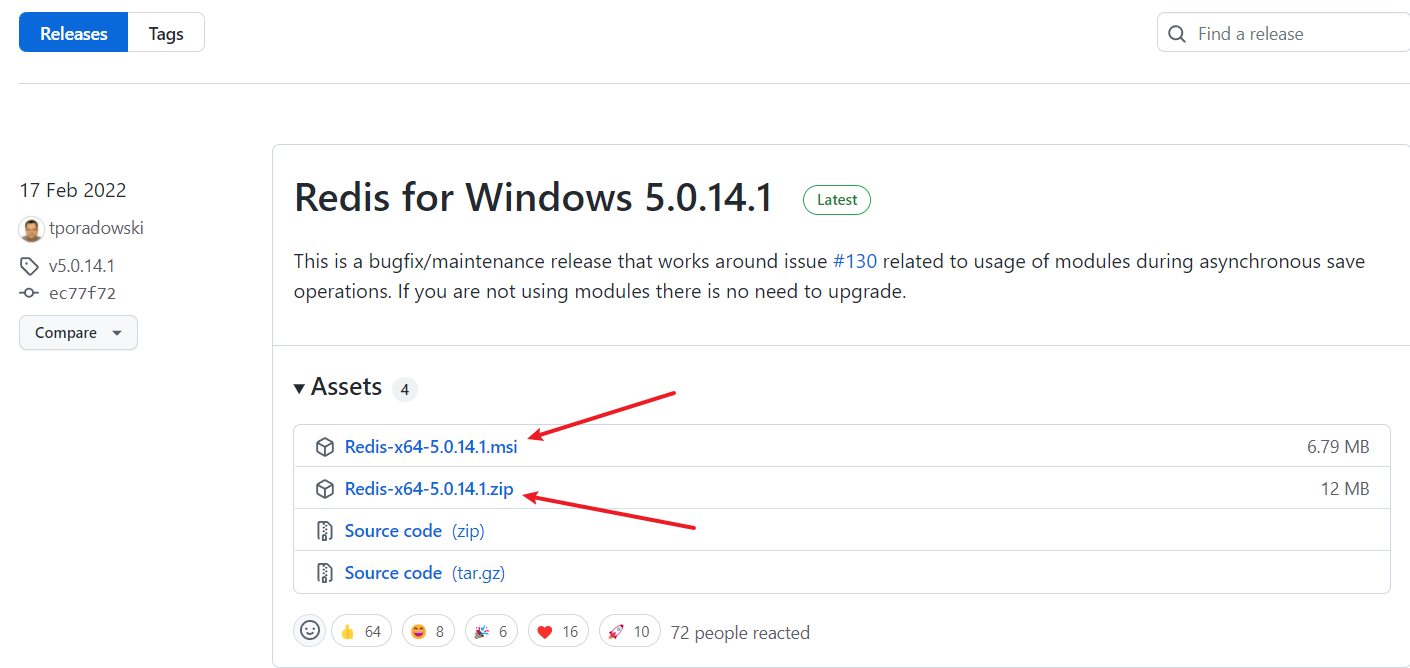 Releases
Tags
Find a release
17 Feb 2022
tporadowski
v5.0.14.1
ec77f72
Compare
Redis for Windows 5.0.14.1
Latest
This is a bugfix/maintenance release that works around issue #130 related to usage of modules during asynchronous save
operations. If you are not using modules there is no need to upgrade.
Assets 4
Redis-x64-5.0.14.1.msi 6.79 MB
Redis-x64-5.0.14.1.zip 12 MB
Source code (zip)
Source code (tar.gz)
64 8 6 16 10 72 people reacted